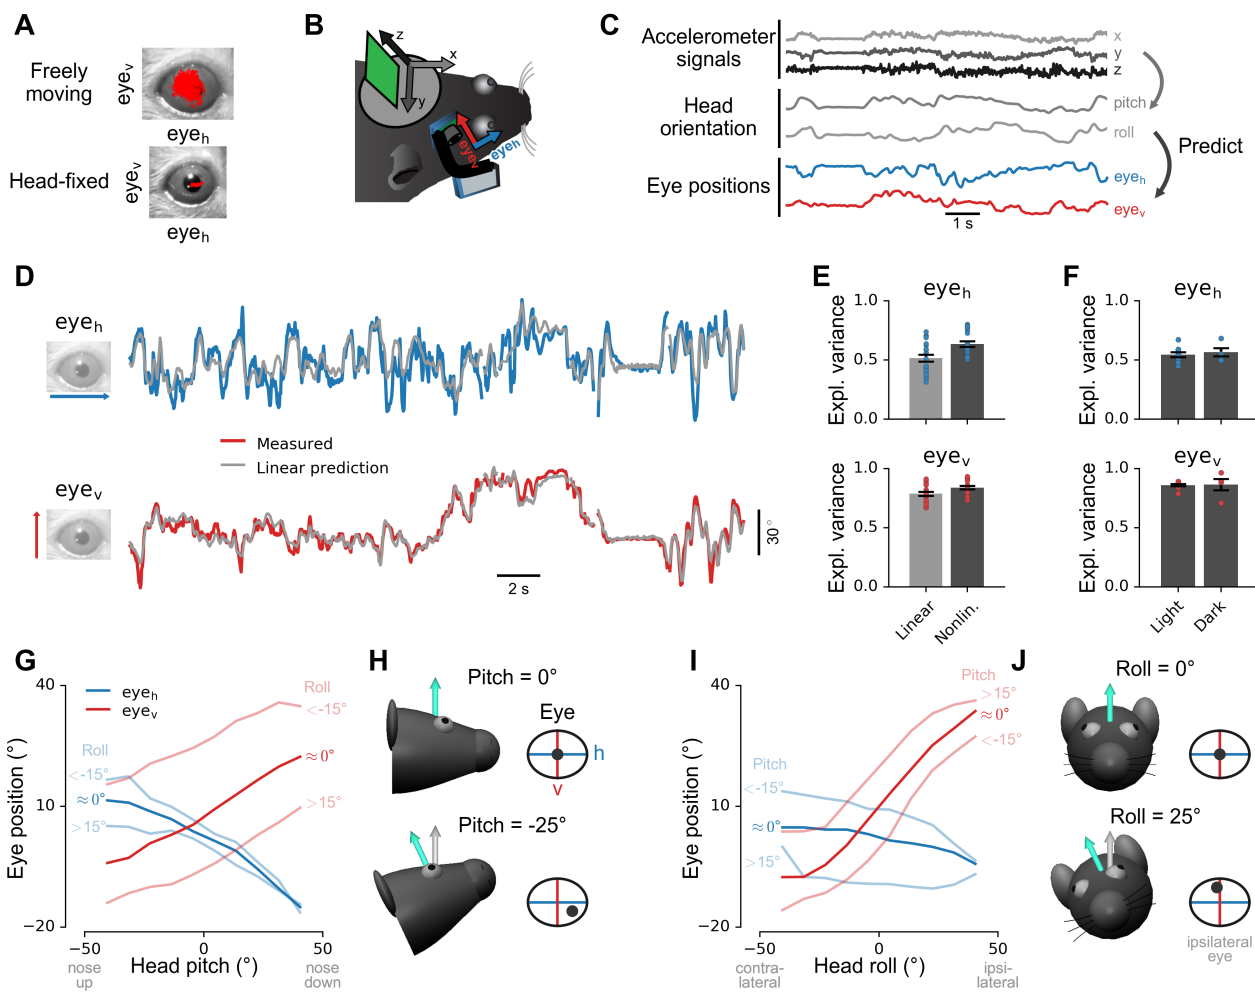 A
Freely
moving
eyev
eyeh
Head-fixed
eyev
eyeh
B
z
x
y
eyev
eyeh
C
Accelerometer
signals
x
y
z
Head
orientation
pitch
roll
Predict
Eye positions
eyeh
eyev
1 s
D
eyeh
Measured
Linear prediction
eyev
30°
2 s
E
eyeh
Expl. variance
1.0
0.5
0.0
eyev
Expl. variance
1.0
0.5
0.0
Linear
Nonlin.
F
eyeh
Expl. variance
1.0
0.5
0.0
eyev
Expl. variance
1.0
0.5
0.0
Light
Dark
G
Eye position (°)
40
10
−20
eyeh
eyev
Roll
<-15°
≈0°
>15°
Roll
<-15°
≈0°
>15°
−50
0
50
nose
up
Head pitch (°)
nose
down
H
Pitch = 0°
Eye
h
v
Pitch = -25°
I
Eye position (°)
40
10
−20
Pitch
>15°
≈0°
<-15°
Pitch
<-15°
≈0°
>15°
−50
0
50
contra-
lateral
Head roll (°)
ipsi-
lateral
J
Roll = 0°
Roll = 25°
ipsilateral
eye